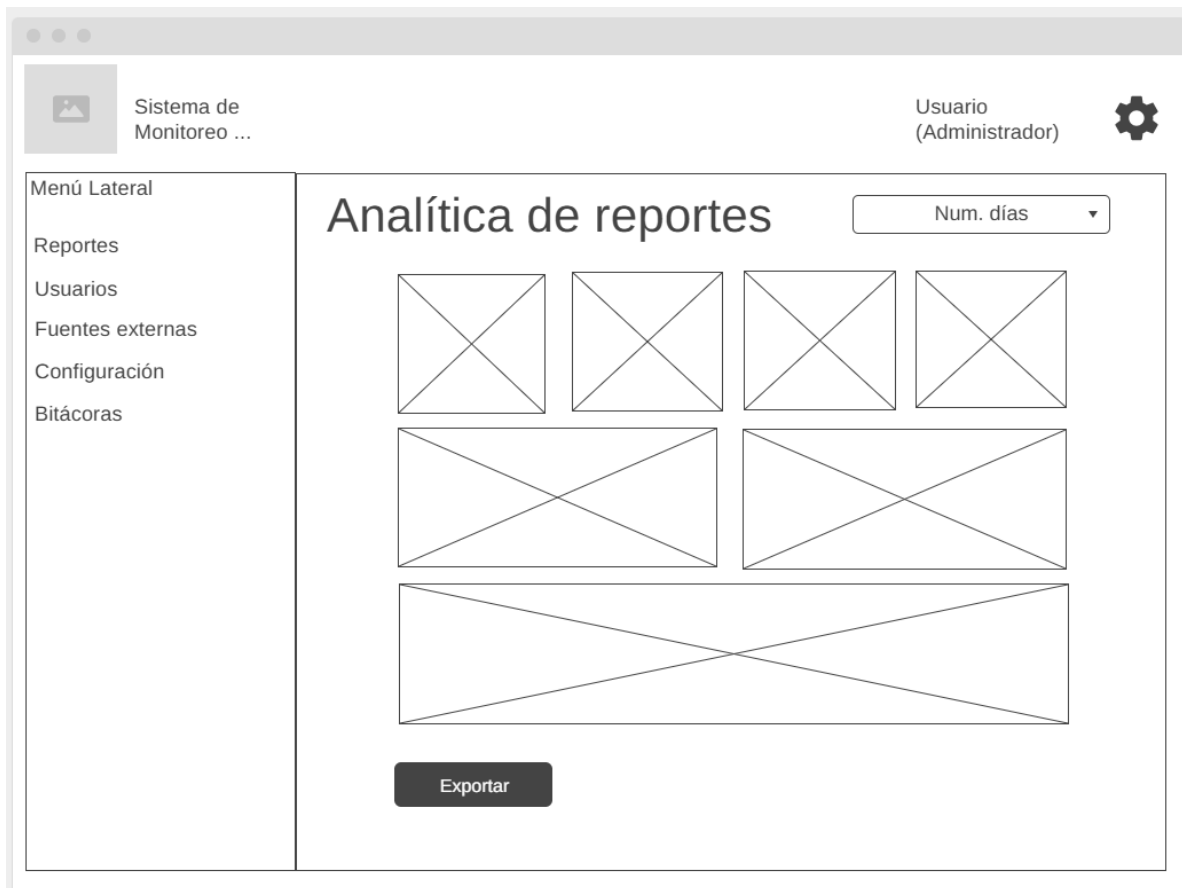 Sistema de
Monitoreo ...
Usuario
(Administrador)
Menú Lateral
Reportes
Usuarios
Fuentes externas
Configuración
Bitácoras
Analítica de reportes
Num. días
Exportar